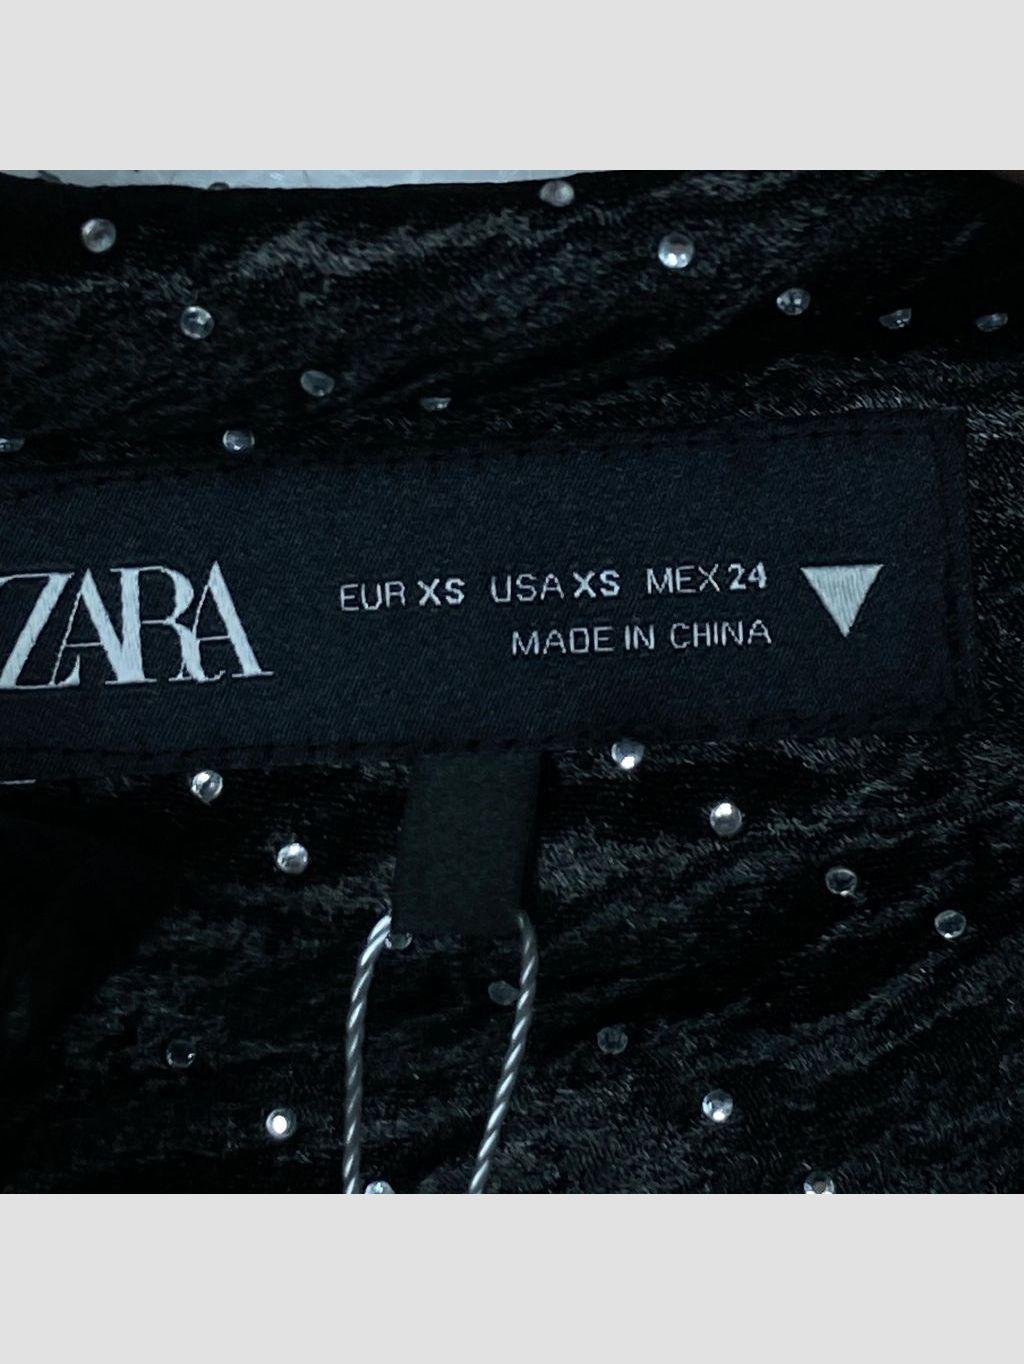 ZARA
EUR XS USA XS MEX 24
MADE IN CHINA